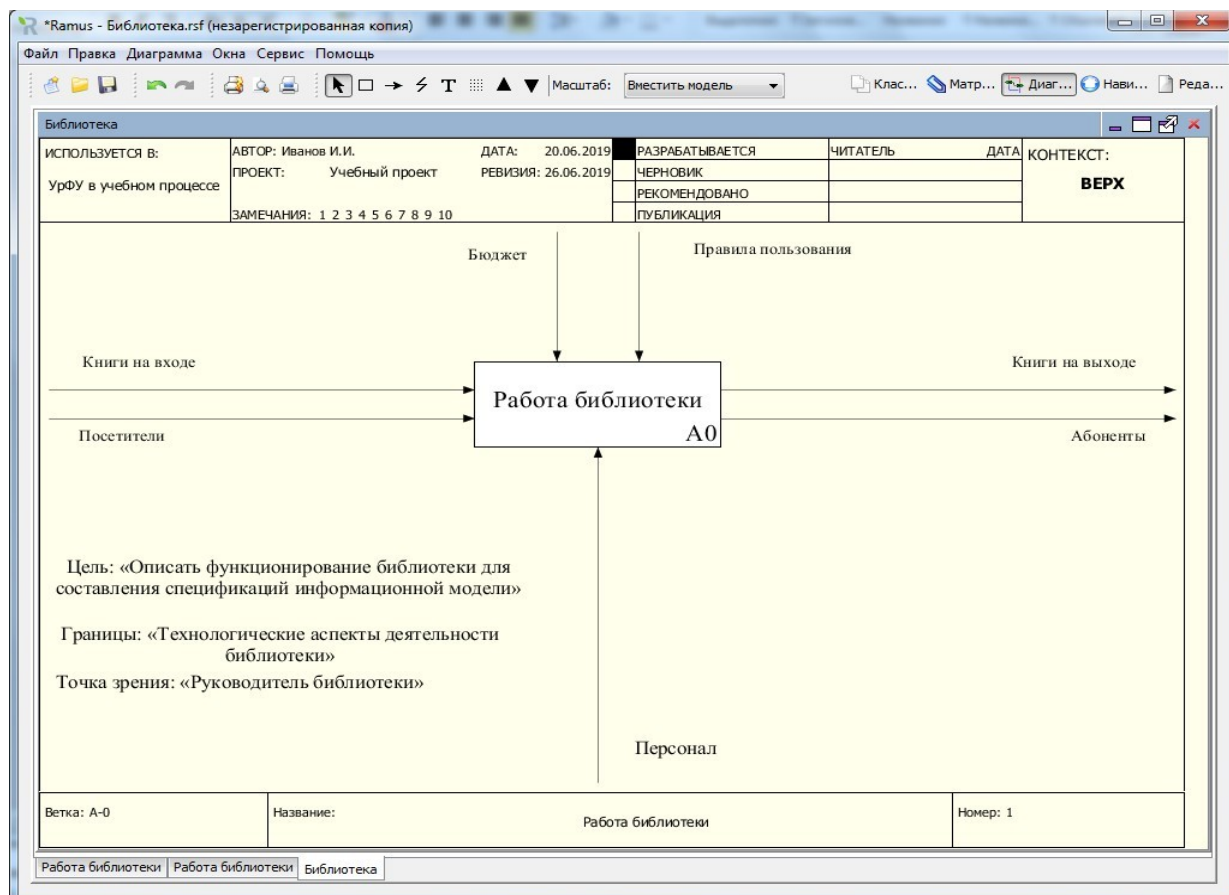 *Ramus - Библиотека.rsf (незарегистрированная копия)
Файл Правка Диаграмма Окна Сервис Помощь
T Масштаб: Вместить модель Клас... Матр... Диаг... Нави... Реда...
Библиотека
ИСПОЛЬЗУЕТСЯ В:
УрФУ в учебном процессе
АВТОР: Иванов И.И. ДАТА: 20.06.2019
ПРОЕКТ: Учебный проект РЕВИЗИЯ: 26.06.2019
ЗАМЕЧАНИЯ: 1 2 3 4 5 6 7 8 9 10
РАЗРАБАТЫВАЕТСЯ
ЧЕРНОВИК
РЕКОМЕНДОВАНО
ПУБЛИКАЦИЯ
ЧИТАТЕЛЬ ДАТА
КОНТЕКСТ:
ВЕРХ
Бюджет
Правила пользования
Книги на входе
Книги на выходе
Работа библиотеки
A0
Посетители
Абоненты
Цель: «Описать функционирование библиотеки для
составления спецификаций информационной модели»
Границы: «Технологические аспекты деятельности
библиотеки»
Точка зрения: «Руководитель библиотеки»
Персонал
Ветка: A-0
Название:
Работа библиотеки
Номер: 1
Работа библиотеки Работа библиотеки Библиотека